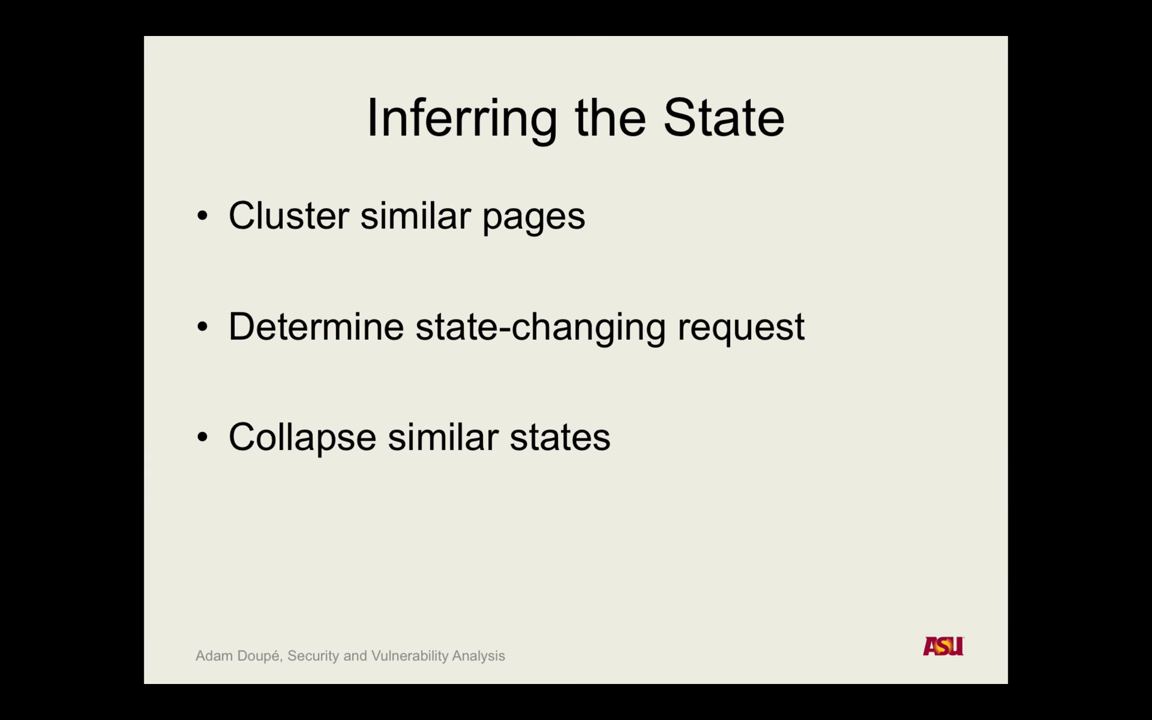 Inferring the State
• Cluster similar pages
• Determine state-changing request
• Collapse similar states
Adam Doupé, Security and Vulnerability Analysis
ASU